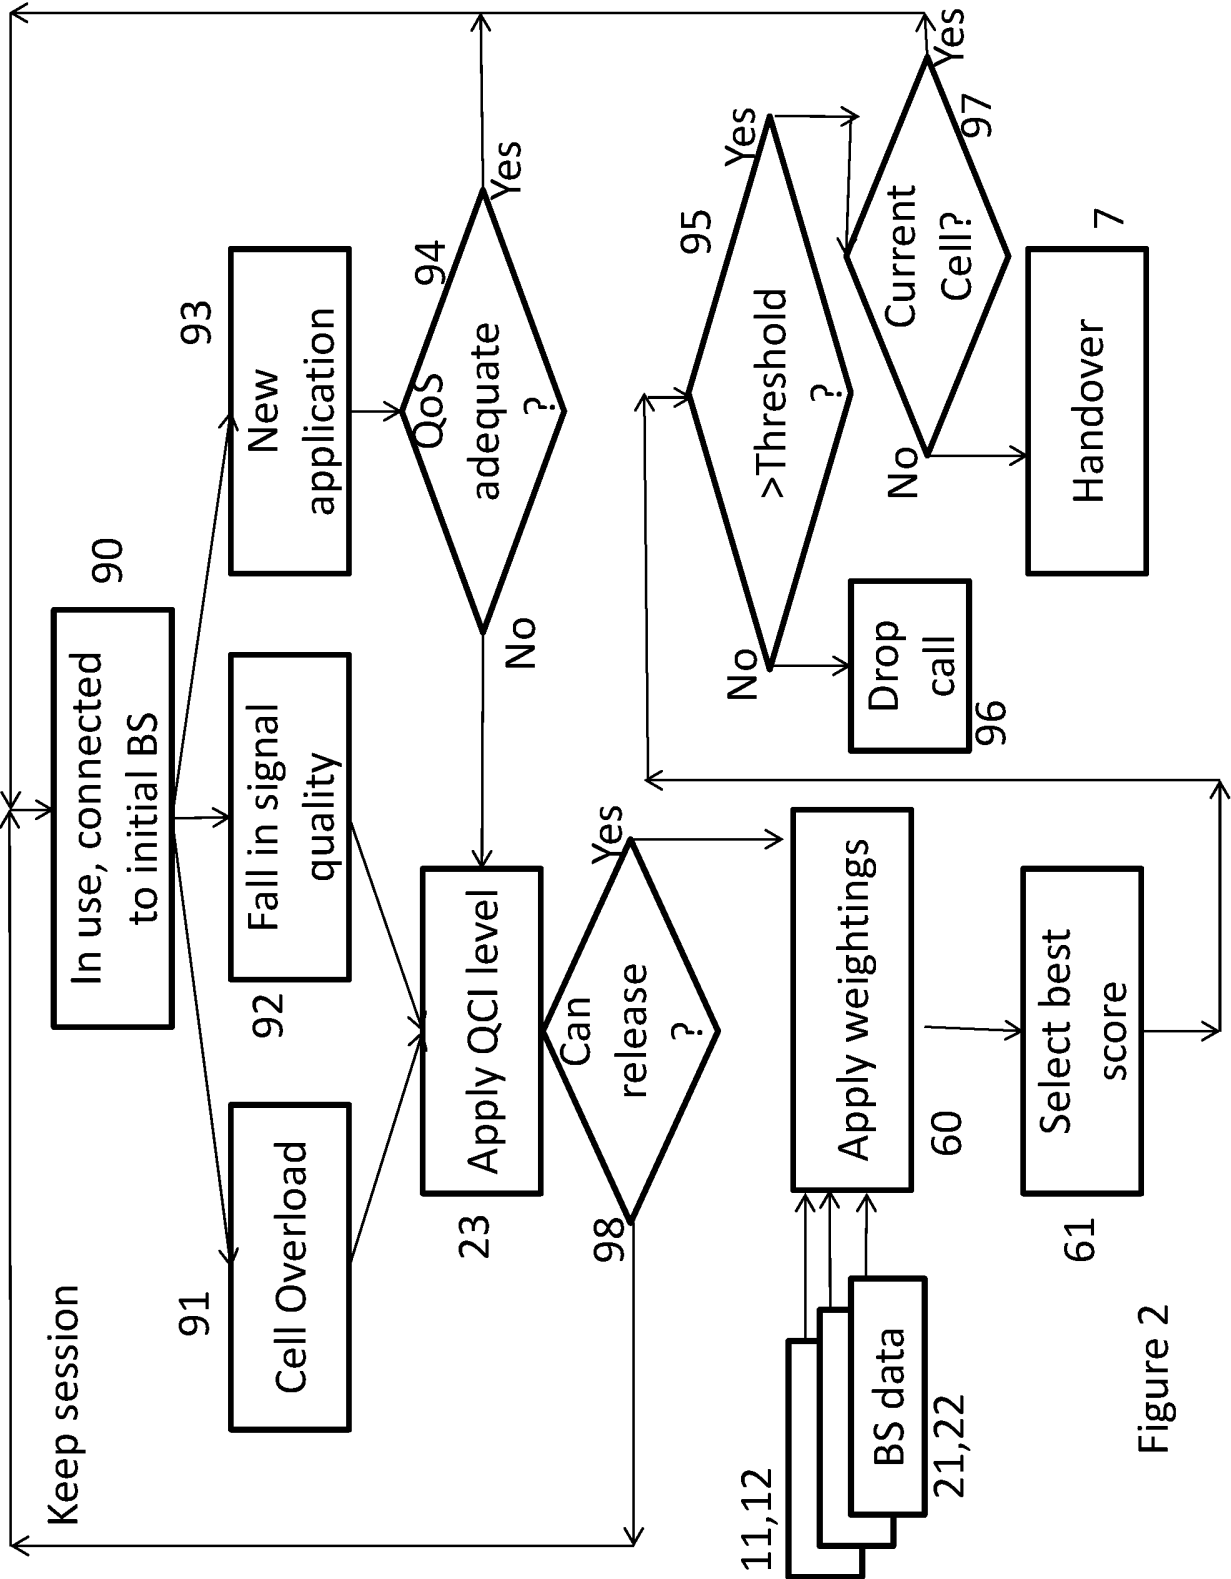 Keep session
In use, connected
to initial BS
90
91
Cell Overload
92
Fall in signal
quality
93
New
application
94
QoS
adequate
?
Yes
No
23
Apply QCI level
98
Can
release
?
Yes
11,12
BS data
21,22
Apply weightings
60
61
Select best
score
95
>Threshold
?
Yes
No
Drop
call
96
97
Current
Cell?
Yes
No
Handover
7
Figure 2